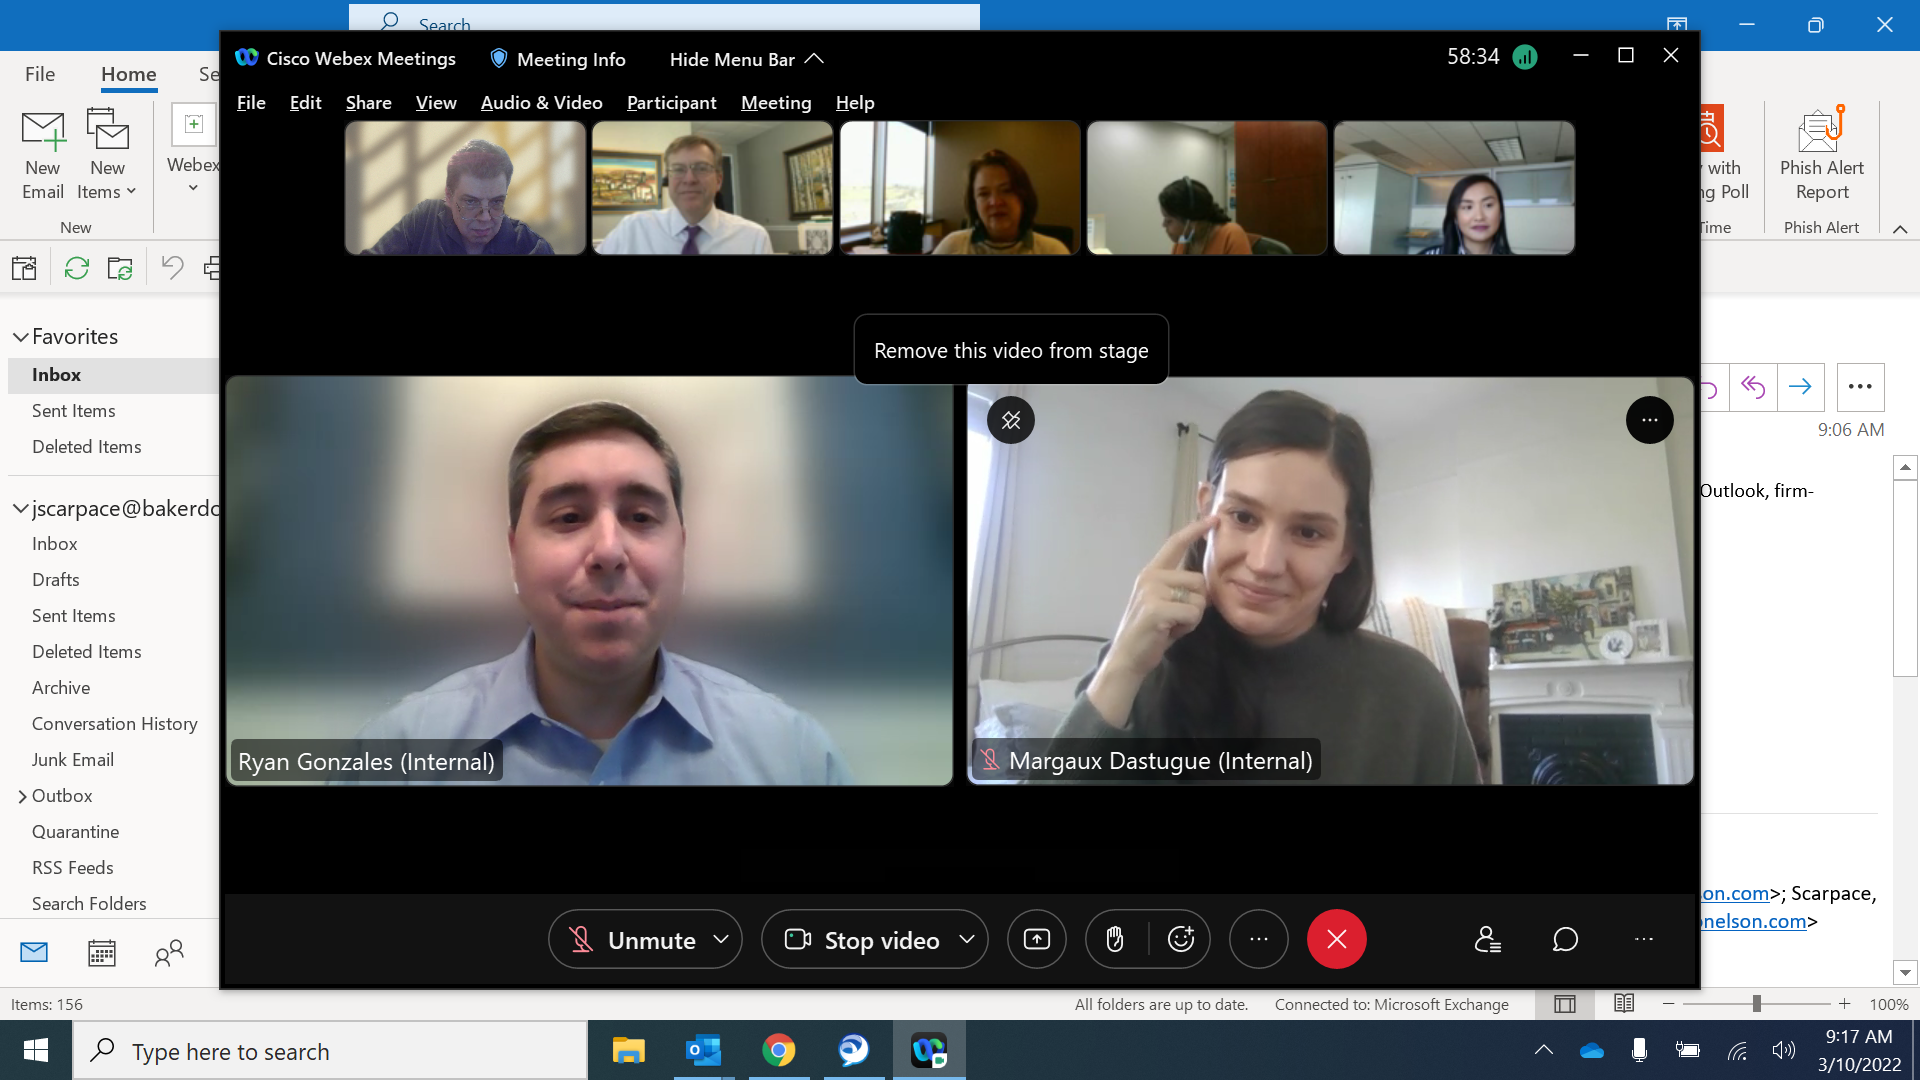 Search
File
Home
Se
New
Email
New
Items
Webex
New
Cisco Webex Meetings
Meeting Info
Hide Menu Bar
58:34
File
Edit
Share
View
Audio & Video
Participant
Meeting
Help
with
ng Poll
Time
Phish Alert
Report
Phish Alert
Favorites
Inbox
Sent Items
Deleted Items
jscarpace@bakerdo
Inbox
Drafts
Sent Items
Deleted Items
Archive
Conversation History
Junk Email
Outbox
Quarantine
RSS Feeds
Search Folders
Remove this video from stage
Ryan Gonzales (Internal)
Margaux Dastugue (Internal)
9:06 AM
Outlook, firm-
son.com>; Scarpace,
onelson.com>
Unmute
Stop video
Items: 156
All folders are up to date.
Connected to: Microsoft Exchange
100%
Type here to search
9:17 AM
3/10/2022